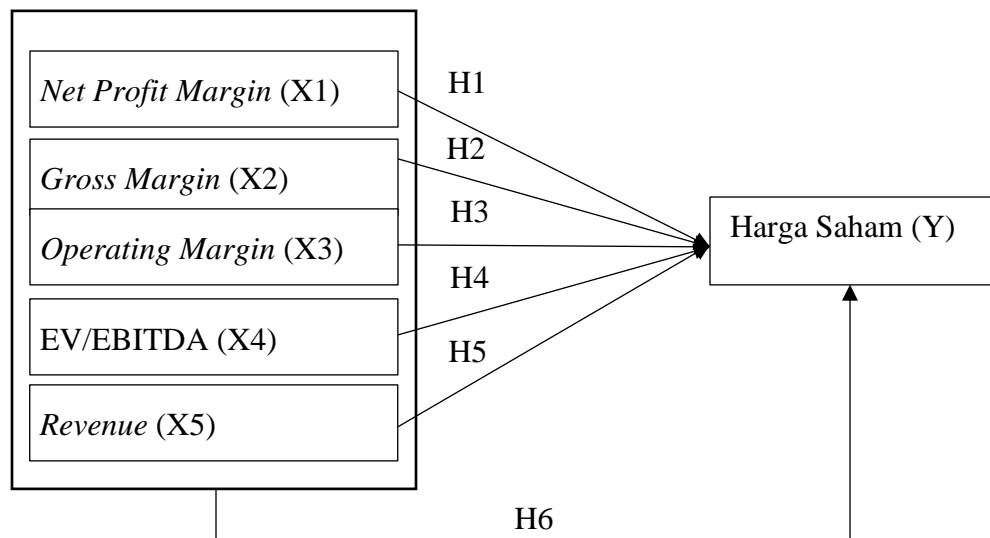 Net Profit Margin (X1)
H1
H2
Gross Margin (X2)
H3
Operating Margin (X3)
Harga Saham (Y)
H4
EV/EBITDA (X4)
H5
Revenue (X5)
H6